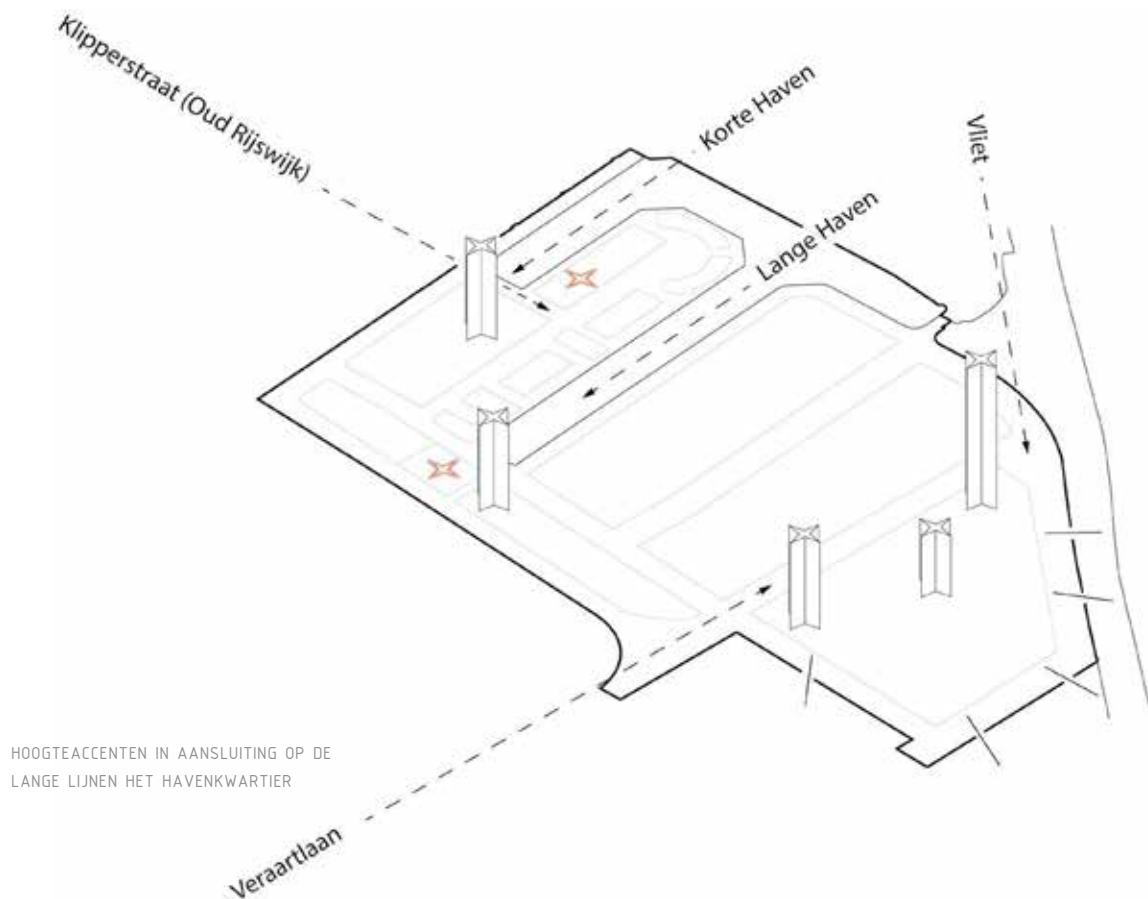 Klipperstraat (Oud Rijswijk)
Korte Haven
Vliet
Lange Haven
HOOGTEACCENTEN IN AANSLUITING OP DE
LANGE LIJNEN HET HAVENKWARTIER
Veraartlaan